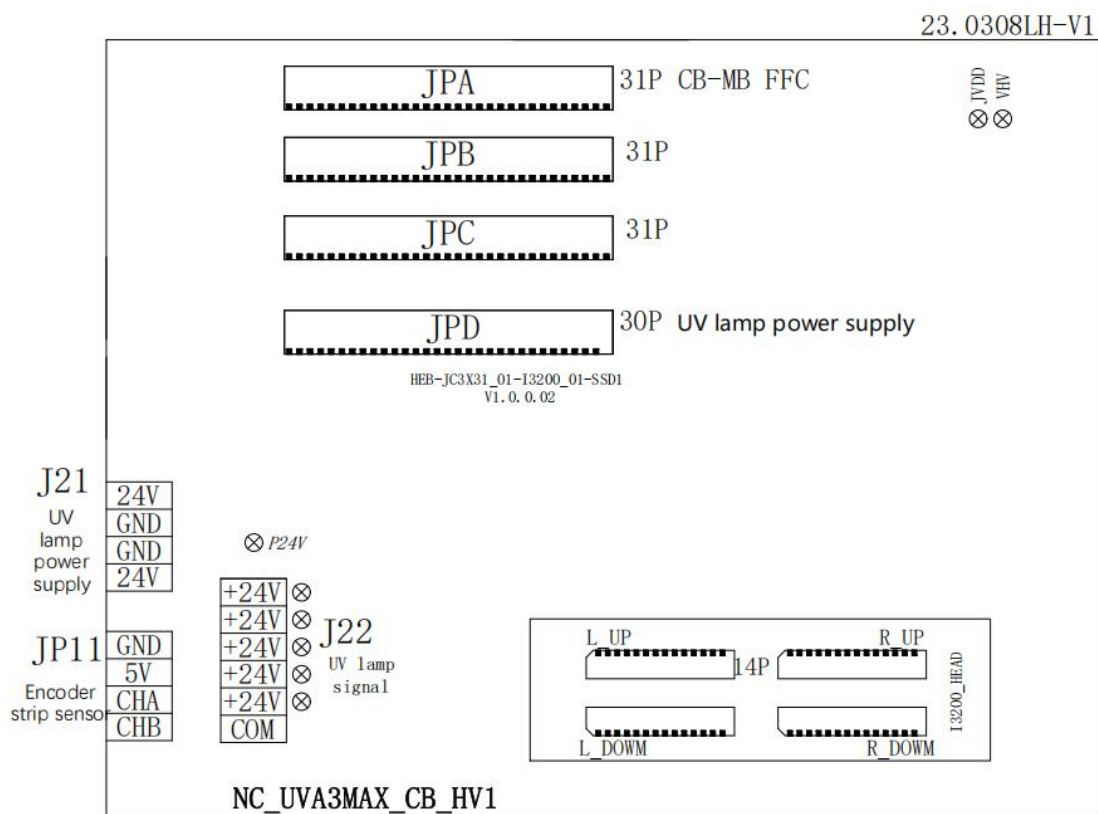 23.0308LH-V1
JPA
31P CB-MB FFC
JVDD
VHV
JPB
31P
JPC
31P
JPD
30P UV lamp power supply
HEB-JC3X31_01-I3200_01-SSD1
V1.0.0.02
J21
UV
lamp
power
supply
24V
GND
GND
24V
P24V
JP11
Encoder
strip sensor
GND
5V
CHA
CHB
+24V
+24V
+24V
+24V
+24V
COM
J22
UV lamp
signal
L_UP
R_UP
14P
L_DOWM
R_DOWM
I3200_HEAD
NC_UVA3MAX_CB_HV1